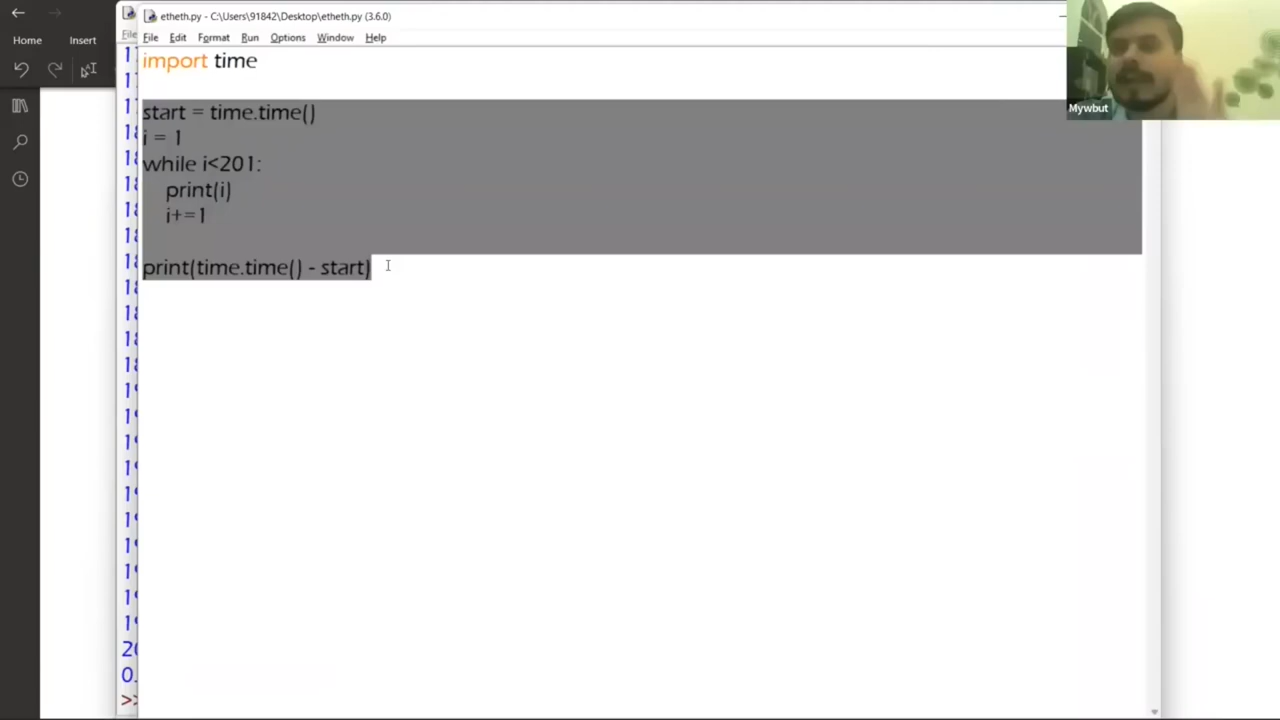 etheth.py - C:\Users\91842\Desktop\etheth.py (3.6.0)
Home Insert
File Edit Format Run Options Window Help
import time
start = time.time()
i = 1
while i<201:
print(i)
i+=1
print(time.time() - start)
Mywbut
>>